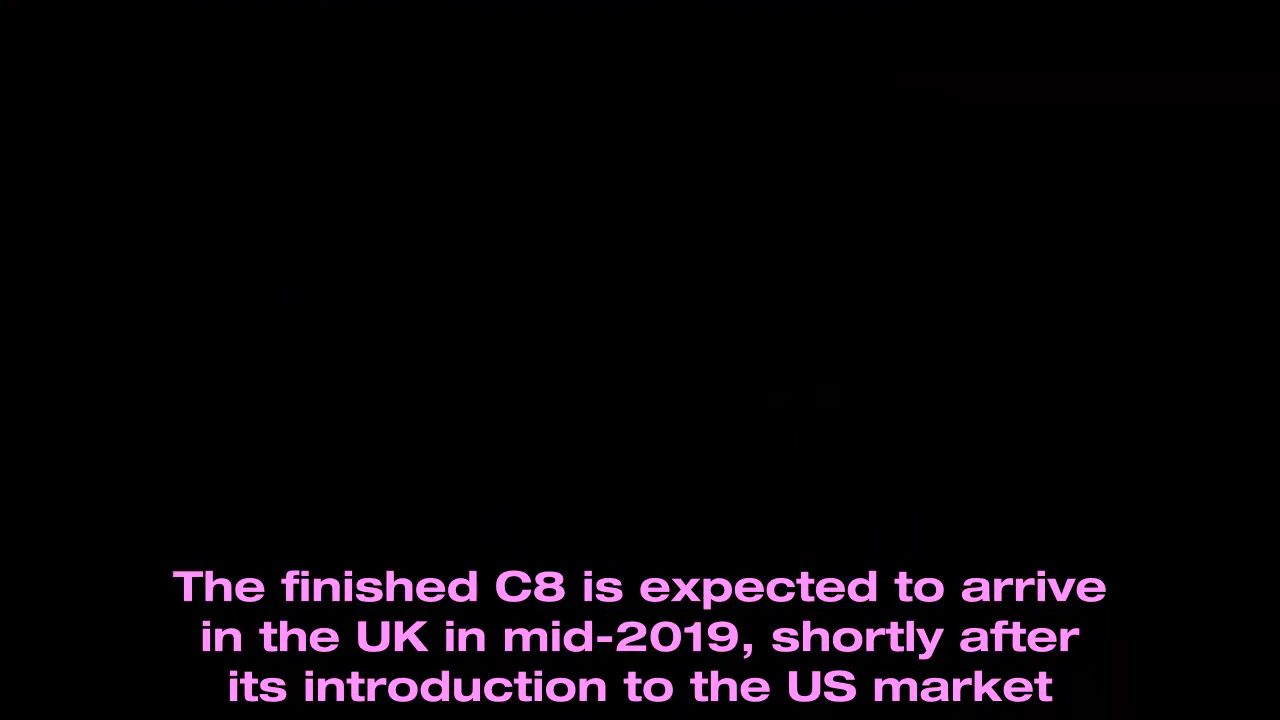 The finished C8 is expected to arrive
in the UK in mid-2019, shortly after
its introduction to the US market